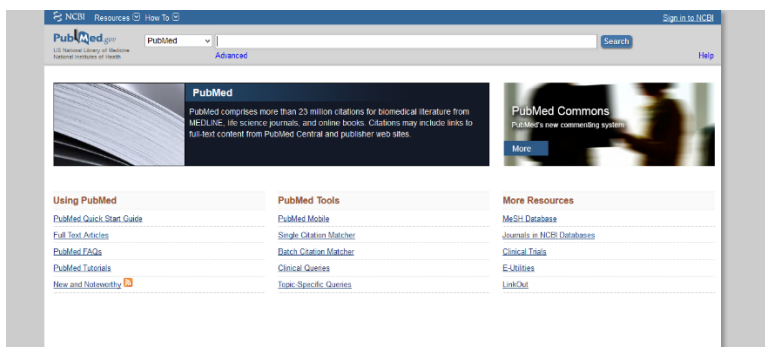 NCBI Resources How To Sign in to NCBI
PubMed.gov PubMed Search
US National Library of Medicine
National Institutes of Health
Advanced Help
PubMed
PubMed comprises more than 23 million citations for biomedical literature from
MEDLINE, life science journals, and online books. Citations may include links to
full-text content from PubMed Central and publisher web sites.
PubMed Commons
PubMed's new commenting system
More
Using PubMed
PubMed Quick Start Guide
Full Text Articles
PubMed FAQs
PubMed Tutorials
New and Noteworthy
PubMed Tools
PubMed Mobile
Single Citation Matcher
Batch Citation Matcher
Clinical Queries
Topic-Specific Queries
More Resources
MeSH Database
Journals in NCBI Databases
Clinical Trials
E-Utilities
LinkOut